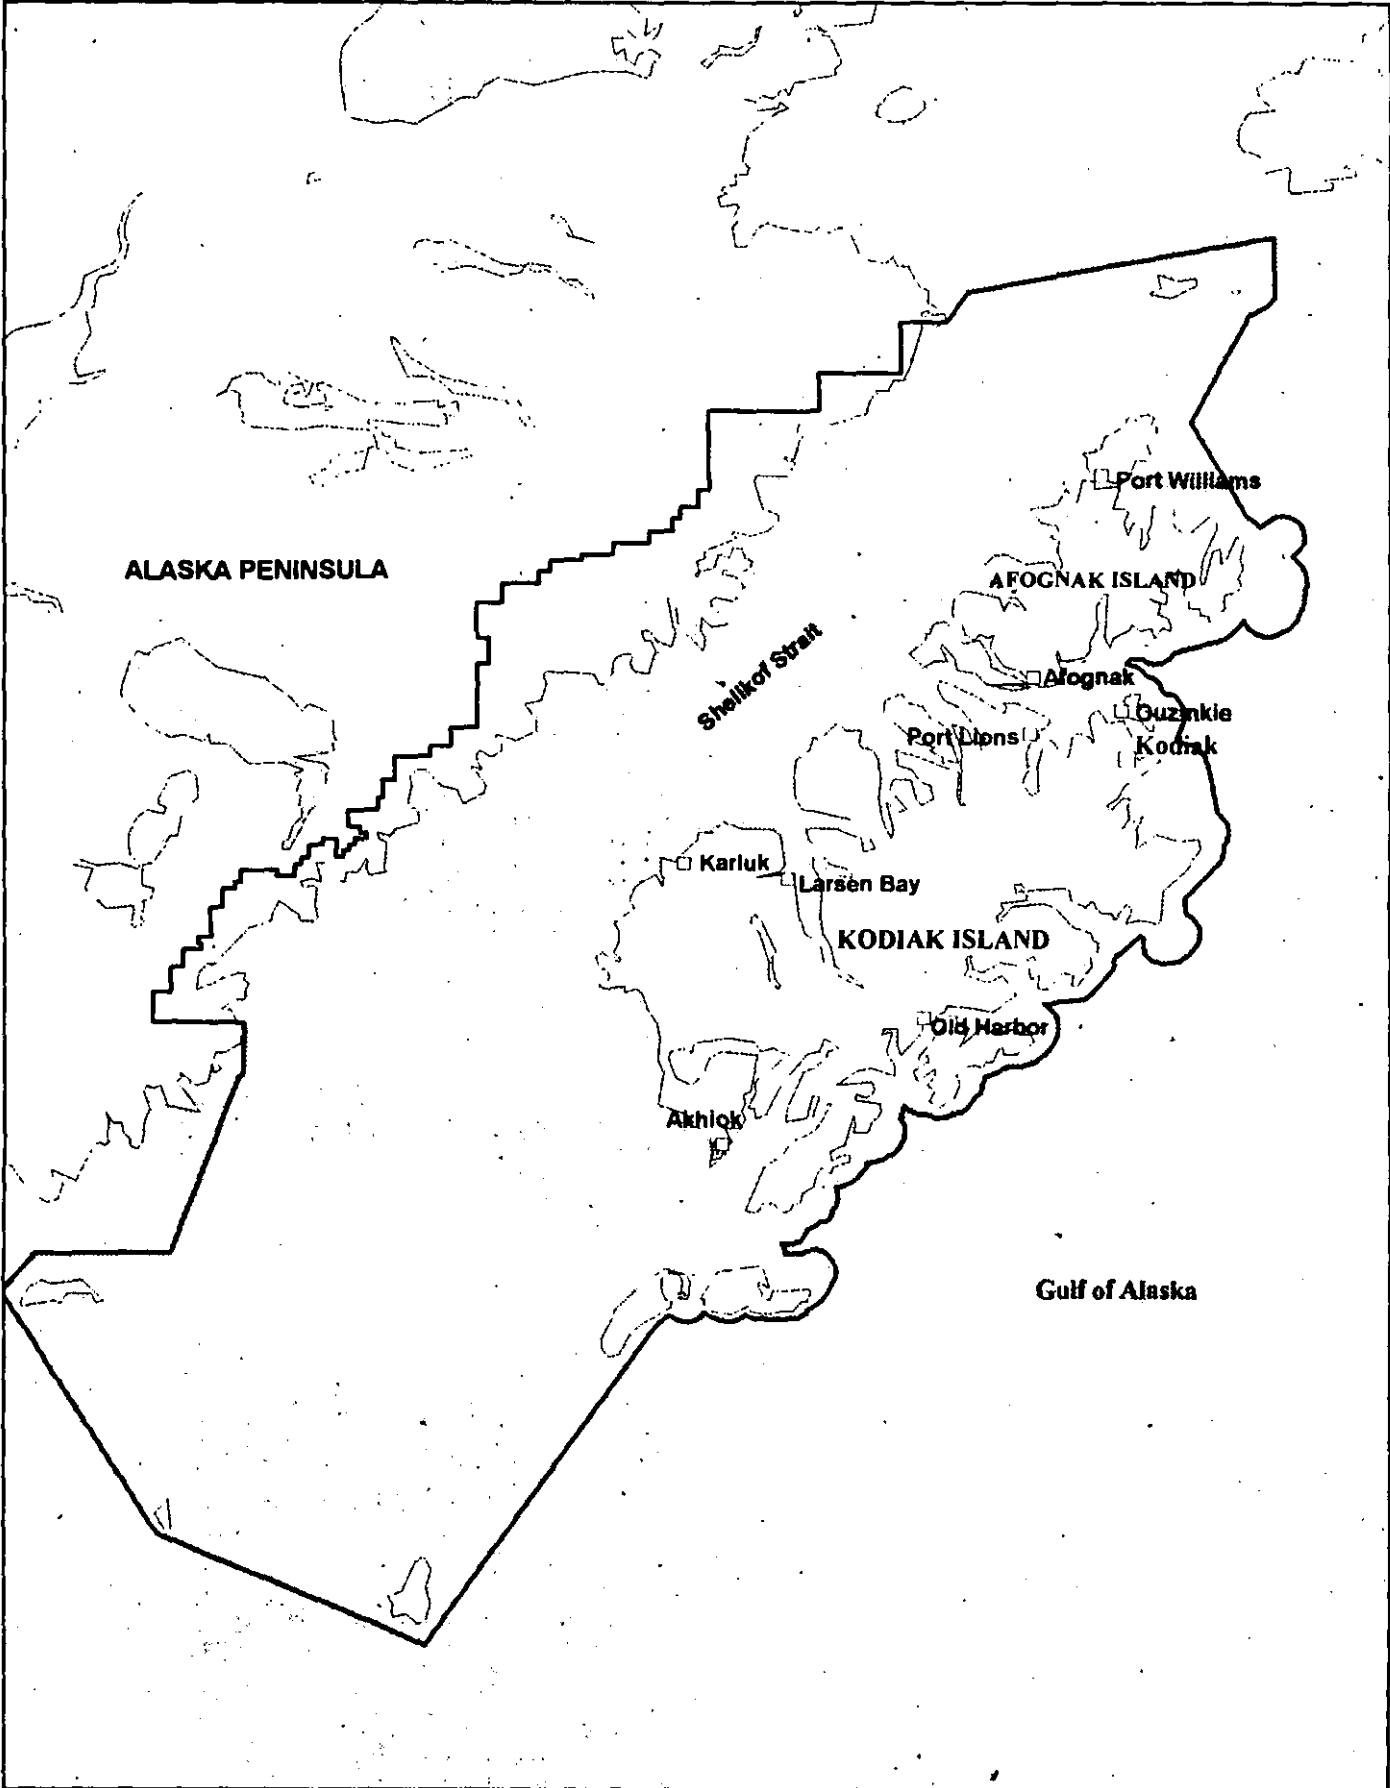 Port Williams
ALASKA PENINSULA
AFOGNAK ISLAND
Shelikof Strait
Afognak
Ouzinkie
Port Lions
Kodiak
Karluk
Larsen Bay
KODIAK ISLAND
Old Harbor
Akhiok
Gulf of Alaska